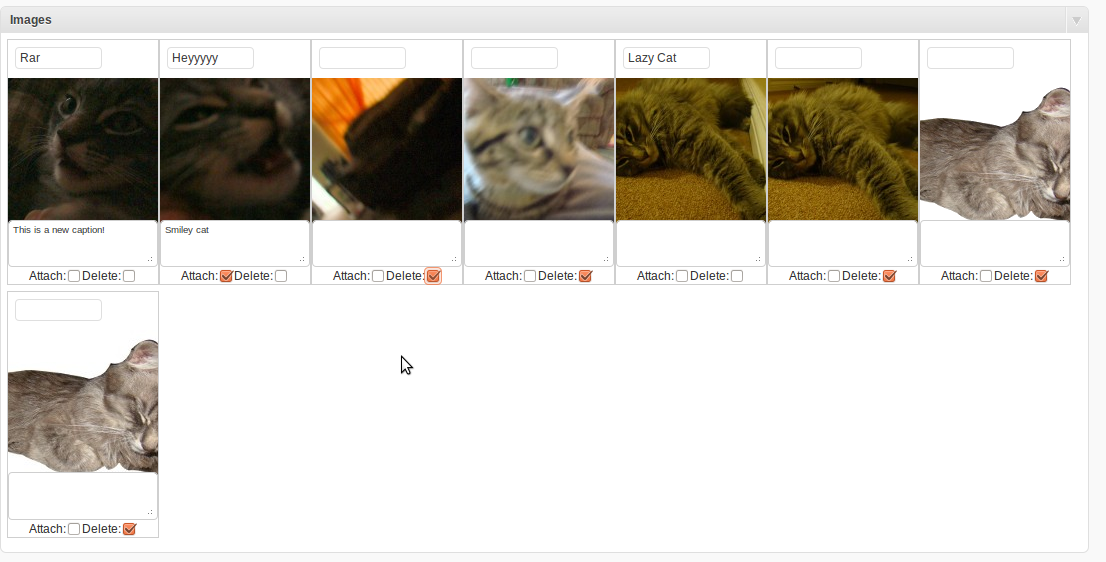 Images
Rar
Heyyyyy
Lazy Cat
This is a new caption!
Smiley cat
Attach: Delete:
Attach: Delete:
Attach: Delete:
Attach: Delete:
Attach: Delete:
Attach: Delete:
Attach: Delete:
Attach: Delete: